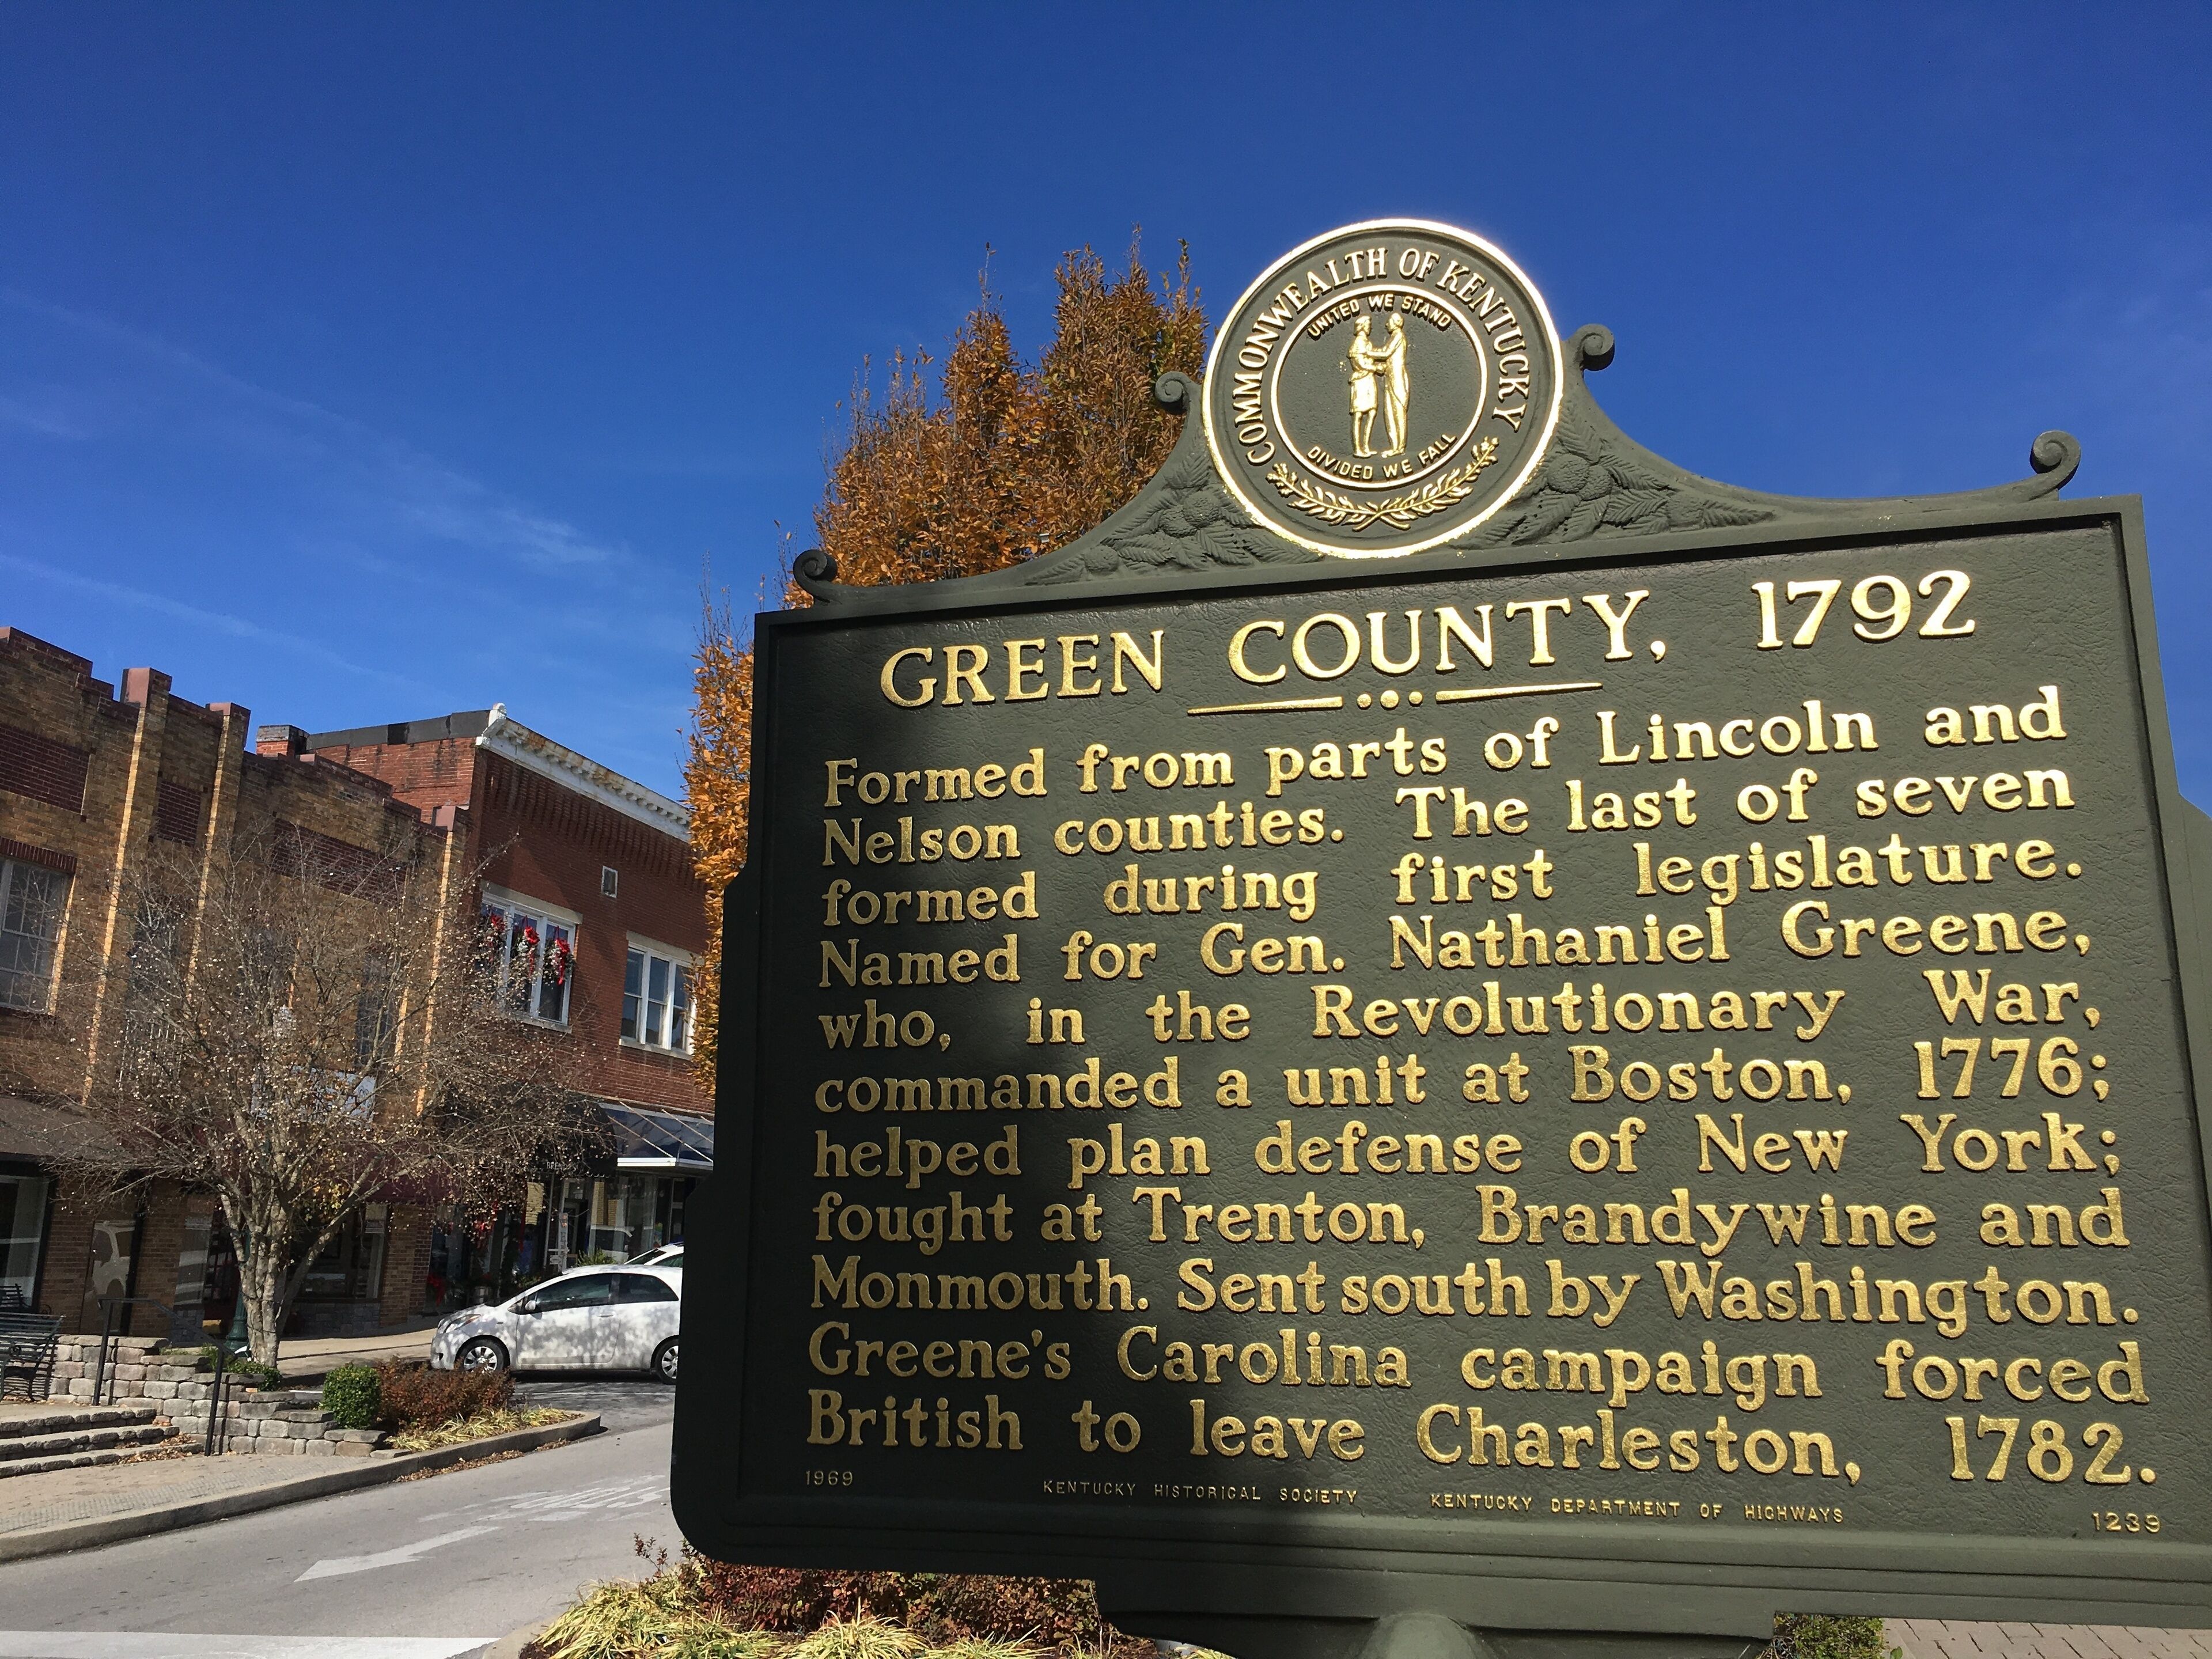 COMMONWEALTH OF KENTUCKY
UNITED WE STAND
DIVIDED WE FALL
GREEN COUNTY, 1792
Formed from parts of Lincoln and
Nelson counties. The last of seven
formed during first legislature.
Named for Gen. Nathaniel Greene,
who, in the Revolutionary War,
commanded a unit at Boston, 1776;
helped plan defense of New York;
fought at Trenton, Brandywine and
Monmouth. Sent south by Washington.
Greene's Carolina campaign forced
British to leave Charleston, 1782.
1969 KENTUCKY HISTORICAL SOCIETY KENTUCKY DEPARTMENT OF HIGHWAYS 1239